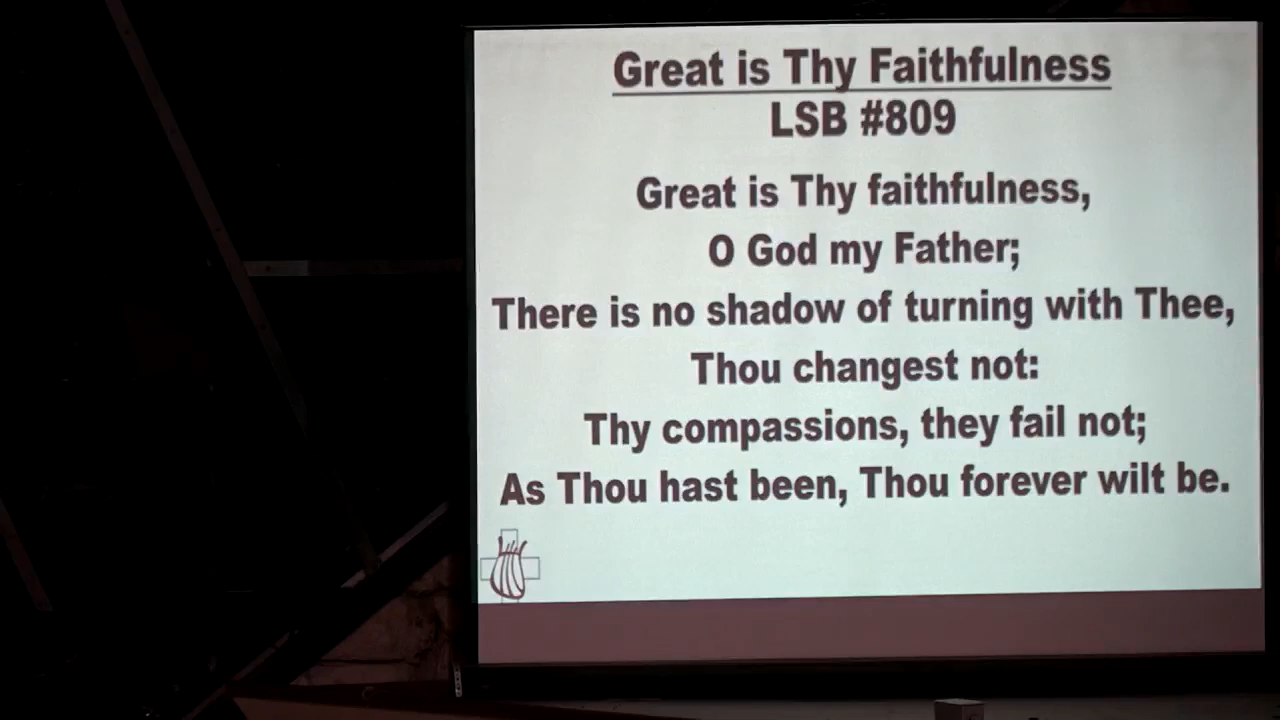 Great is Thy Faithfulness
LSB #809
Great is Thy faithfulness,
O God my Father;
There is no shadow of turning with Thee,
Thou changest not:
Thy compassions, they fail not;
As Thou hast been, Thou forever wilt be.